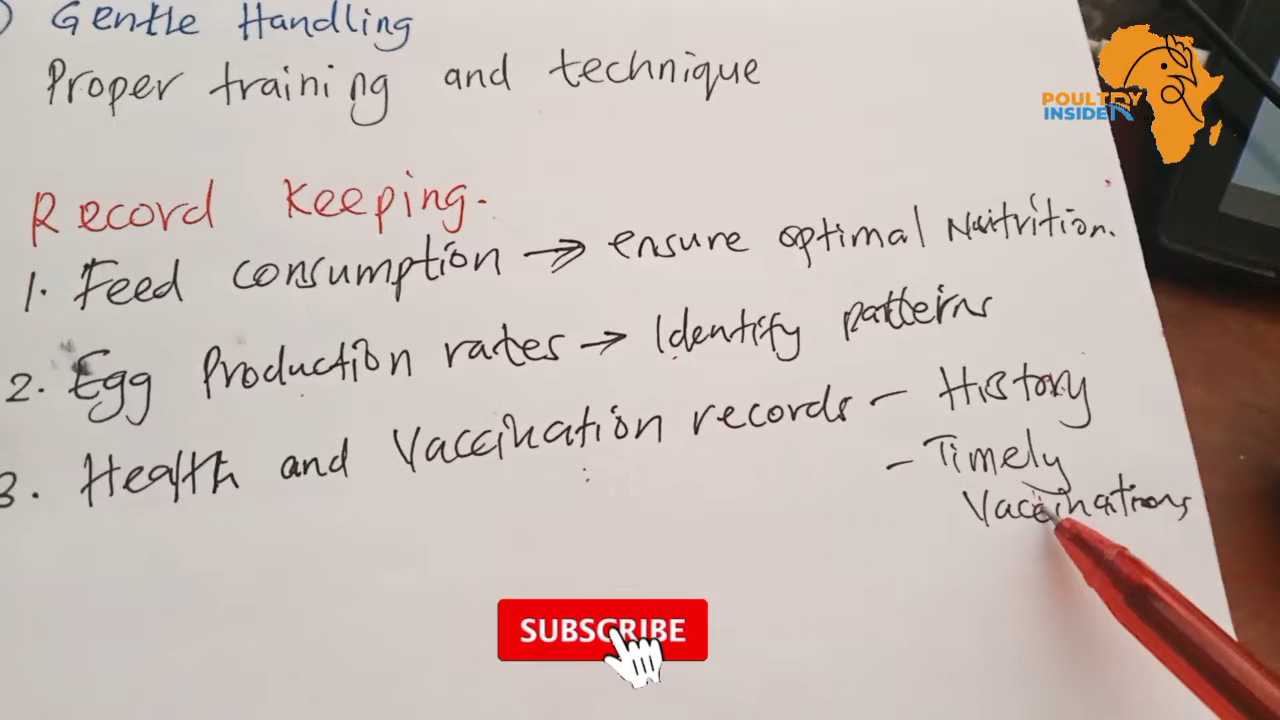 Gentle Handling
Proper training and technique
POULTRY
INSIDER
Record Keeping.
1. Feed consumption → ensure optimal Nutrition.
2. Egg Production rates → Identify patterns
3. Health and Vaccination records - History
- Timely
Vaccinations
SUBSCRIBE